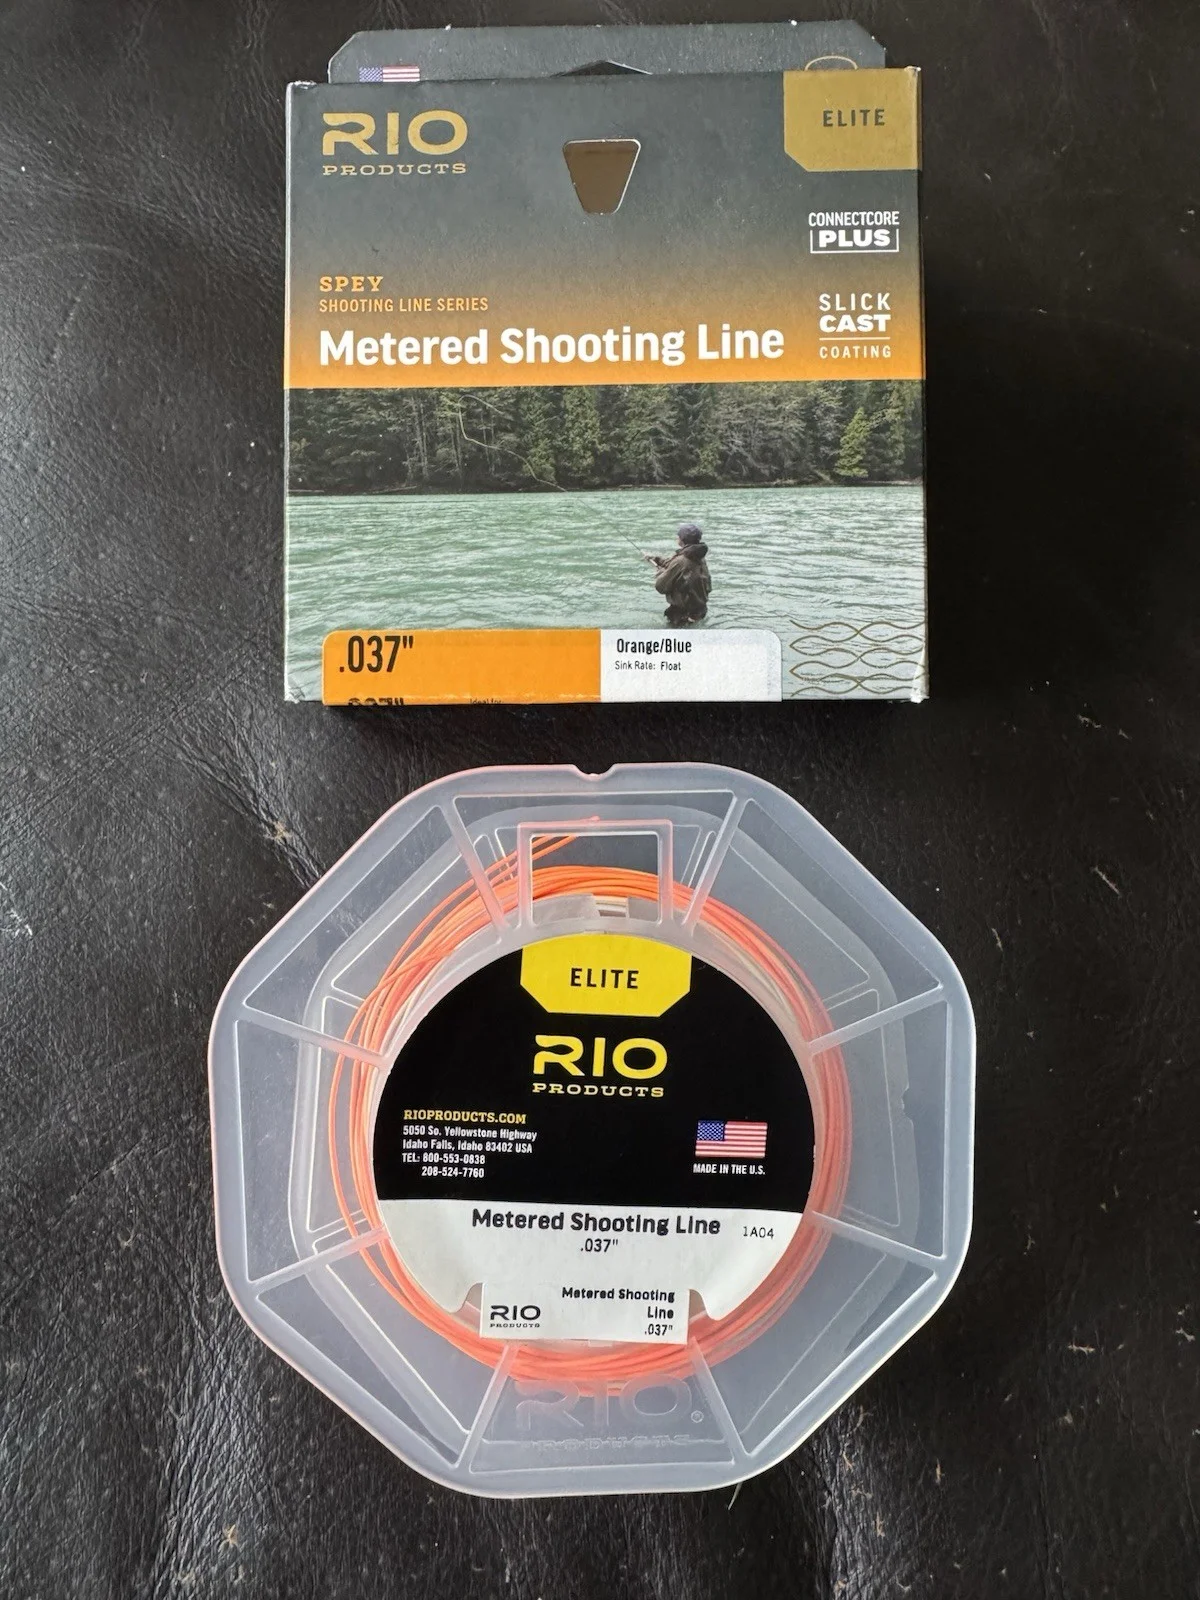 RIO
PRODUCTS
ELITE
CONNECTCORE
PLUS
SPEY
SHOOTING LINE SERIES
Metered Shooting Line
SLICK
CAST
COATING
.037"
Orange/Blue
Sink Rate: Float
ELITE
RIO
PRODUCTS
RIOPRODUCTS.COM
5050 So. Yellowstone Highway
Idaho Falls, Idaho 83402 USA
TEL: 800-553-0838
208-524-7760
MADE IN THE U.S.
Metered Shooting Line 1A04
.037"
Metered Shooting
RIO Line
PRODUCTS .037"
RIO ®
PRODUCTS